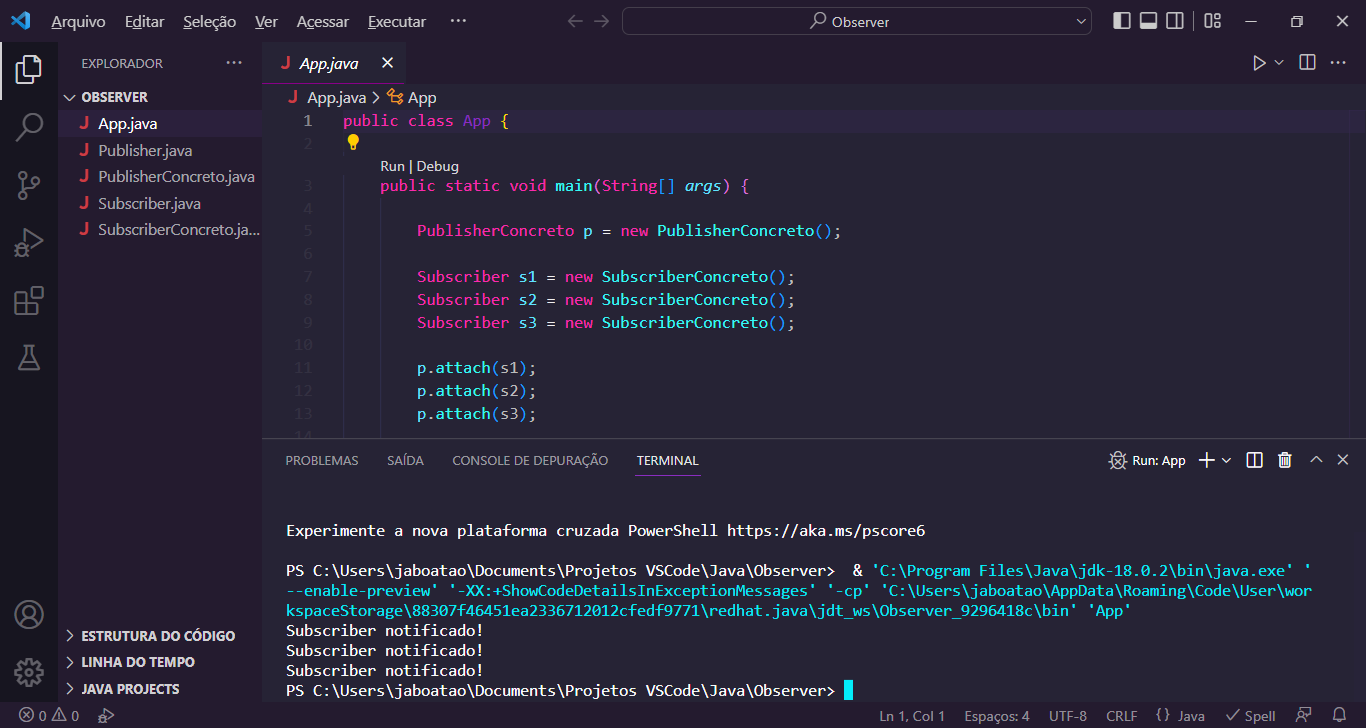 Arquivo Editar Seleção Ver Acessar Executar ··· Observer
EXPLORADOR ···
OBSERVER
J App.java
J Publisher.java
J PublisherConcreto.java
J Subscriber.java
J SubscriberConcreto.ja...
ESTRUTURA DO CÓDIGO
LINHA DO TEMPO
JAVA PROJECTS
J App.java
J App.java > App
1 public class App {
2
Run | Debug
3 public static void main(String[] args) {
4
5 PublisherConcreto p = new PublisherConcreto();
6
7 Subscriber s1 = new SubscriberConcreto();
8 Subscriber s2 = new SubscriberConcreto();
9 Subscriber s3 = new SubscriberConcreto();
10
11 p.attach(s1);
12 p.attach(s2);
13 p.attach(s3);
14
PROBLEMAS SAÍDA CONSOLE DE DEPURAÇÃO TERMINAL Run: App
Experimente a nova plataforma cruzada PowerShell https://aka.ms/pscore6
PS C:\Users\jaboatao\Documents\Projetos VSCode\Java\Observer> & 'C:\Program Files\Java\jdk-18.0.2\bin\java.exe' '
--enable-preview' '-XX:+ShowCodeDetailsInExceptionMessages' '-cp' 'C:\Users\jaboatao\AppData\Roaming\Code\User\wor
kspaceStorage\88307f46451ea2336712012cfedf9771\redhat.java\jdt_ws\Observer_9296418c\bin' 'App'
Subscriber notificado!
Subscriber notificado!
Subscriber notificado!
PS C:\Users\jaboatao\Documents\Projetos VSCode\Java\Observer>
0 0 Ln 1, Col 1 Espaços: 4 UTF-8 CRLF {} Java Spell